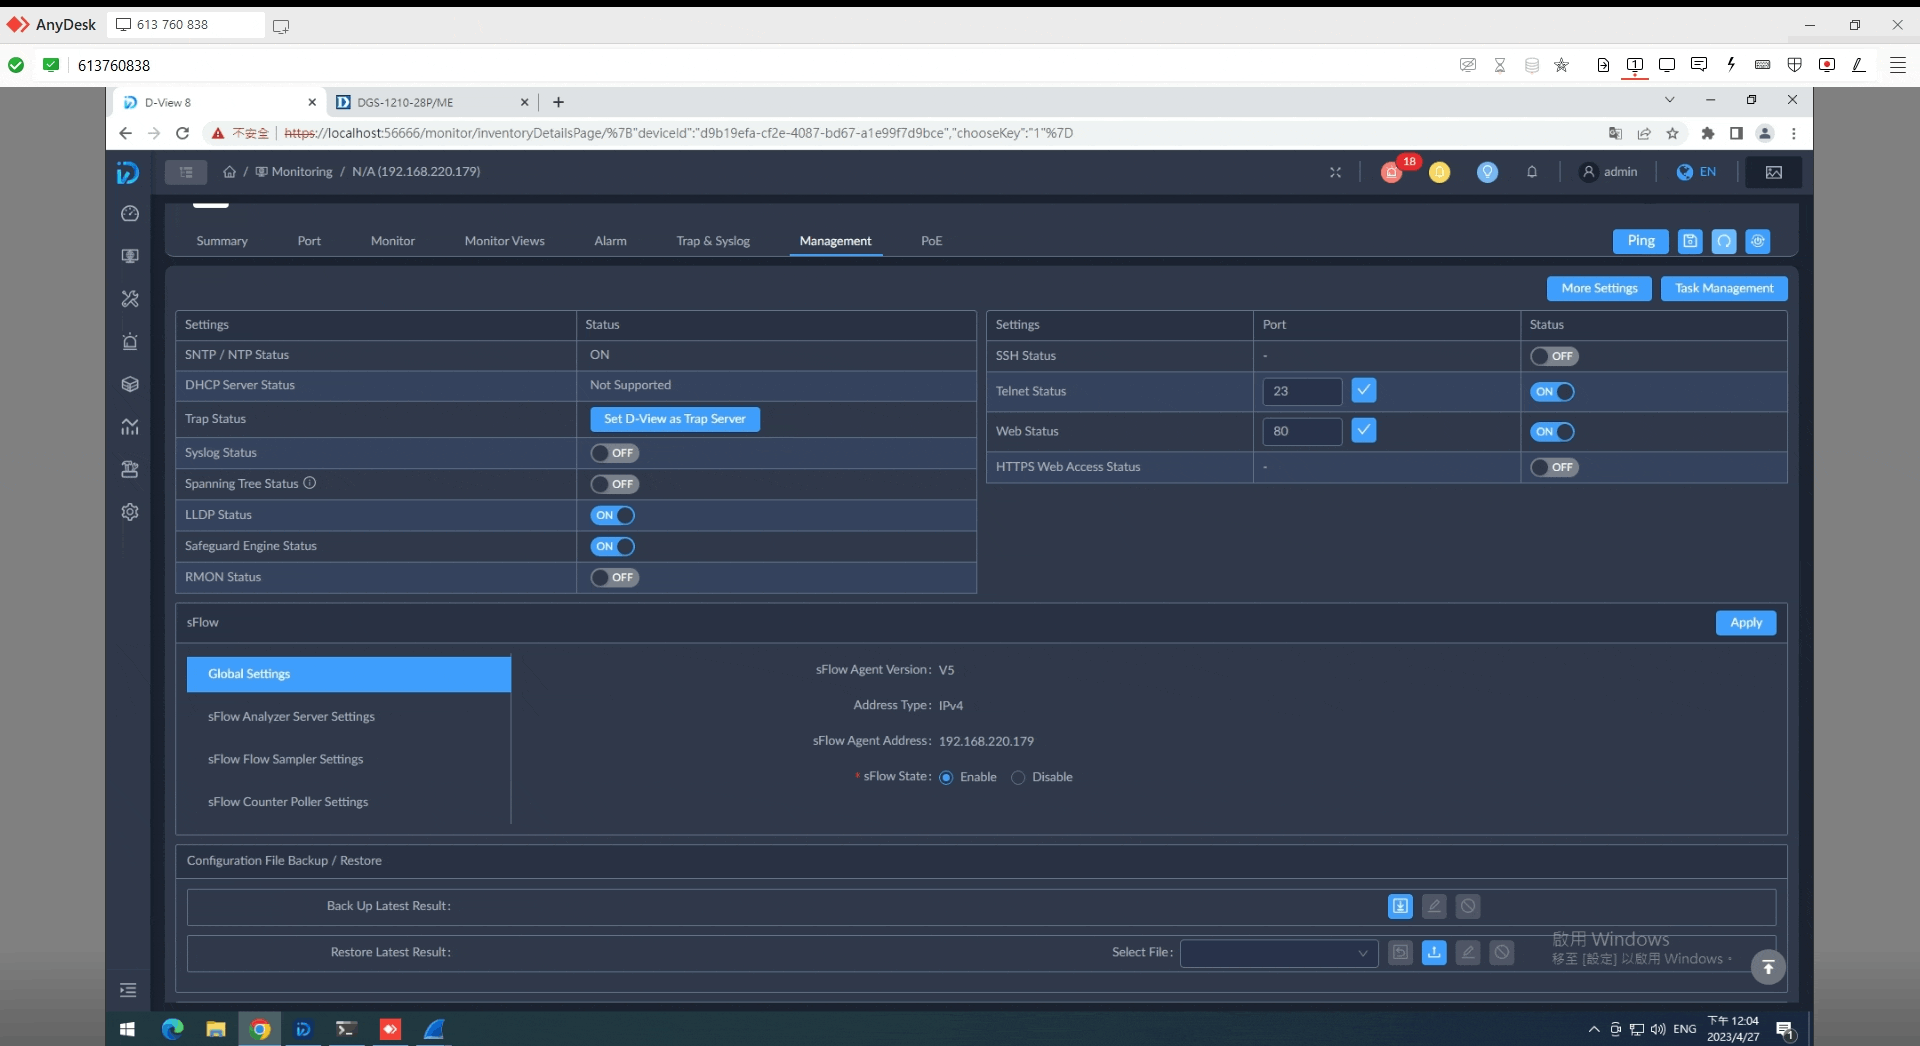 AnyDesk
613 760 838
613760838
1
D-View 8
DGS-1210-28P/ME
不安全
https://localhost:56666/monitor/inventoryDetailsPage/%7B"deviceId":"d9b19efa-cf2e-4087-bd67-a1e99f7d9bce","chooseKey":"1"%7D
/ Monitoring / N/A (192.168.220.179)
18
admin
EN
Summary Port Monitor Monitor Views Alarm Trap & Syslog Management PoE
Ping
More Settings
Task Management
Settings Status
SNTP / NTP Status ON
DHCP Server Status Not Supported
Trap Status Set D-View as Trap Server
Syslog Status OFF
Spanning Tree Status OFF
LLDP Status ON
Safeguard Engine Status ON
RMON Status OFF
Settings Port Status
SSH Status - OFF
Telnet Status 23 ON
Web Status 80 ON
HTTPS Web Access Status - OFF
sFlow
Apply
Global Settings
sFlow Analyzer Server Settings
sFlow Flow Sampler Settings
sFlow Counter Poller Settings
sFlow Agent Version: V5
Address Type: IPv4
sFlow Agent Address: 192.168.220.179
* sFlow State: Enable Disable
Configuration File Backup / Restore
Back Up Latest Result:
Restore Latest Result:
Select File:
啟用 Windows
移至 [設定] 以啟用 Windows。
ENG
下午 12:04
2023/4/27
1